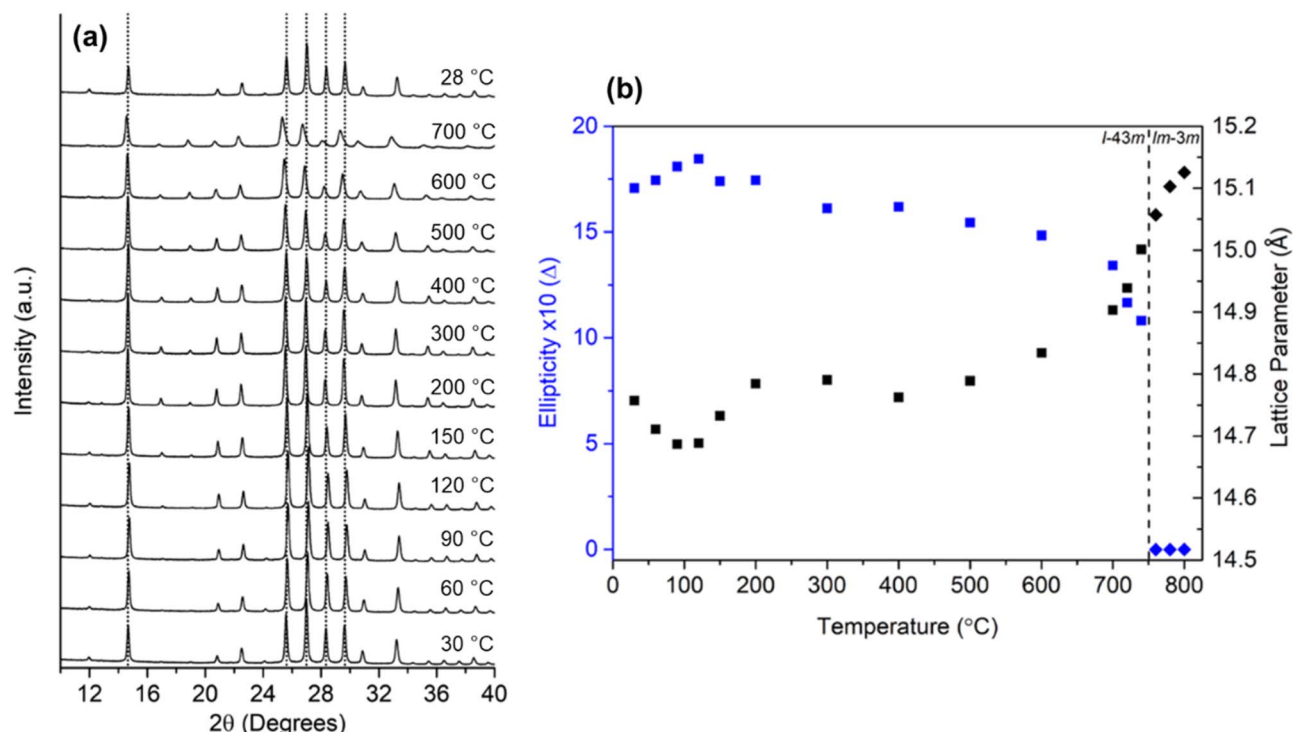 (a)
28 °C
700 °C
600 °C
500 °C
400 °C
300 °C
200 °C
150 °C
120 °C
90 °C
60 °C
30 °C
Intensity (a.u.)
12 16 20 24 28 32 36 40
2θ (Degrees)
(b)
I-43m Im-3m
20
15
10
5
0
Ellipticity x10 (Δ)
15.2
15.1
15.0
14.9
14.8
14.7
14.6
14.5
Lattice Parameter (Å)
0 100 200 300 400 500 600 700 800
Temperature (°C)